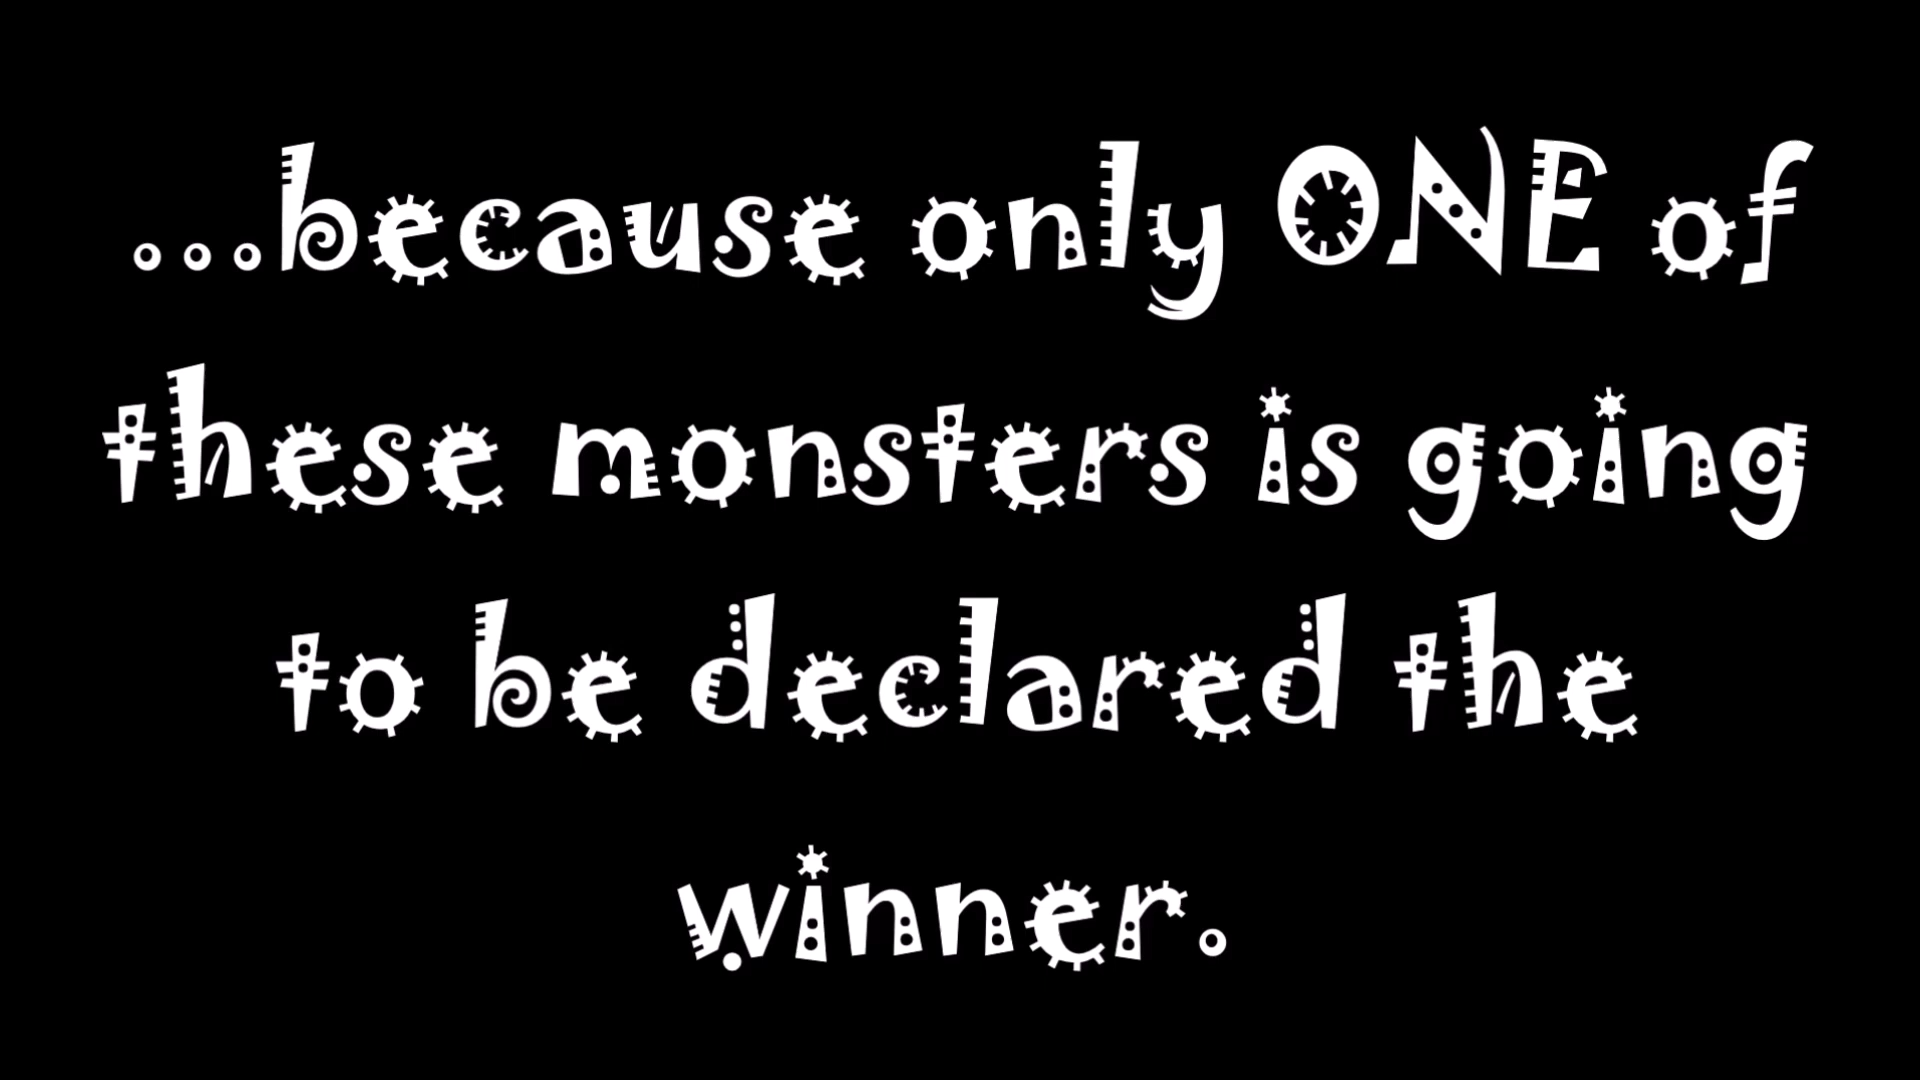 ...because only ONE of
these monsters is going
to be declared the
winner.